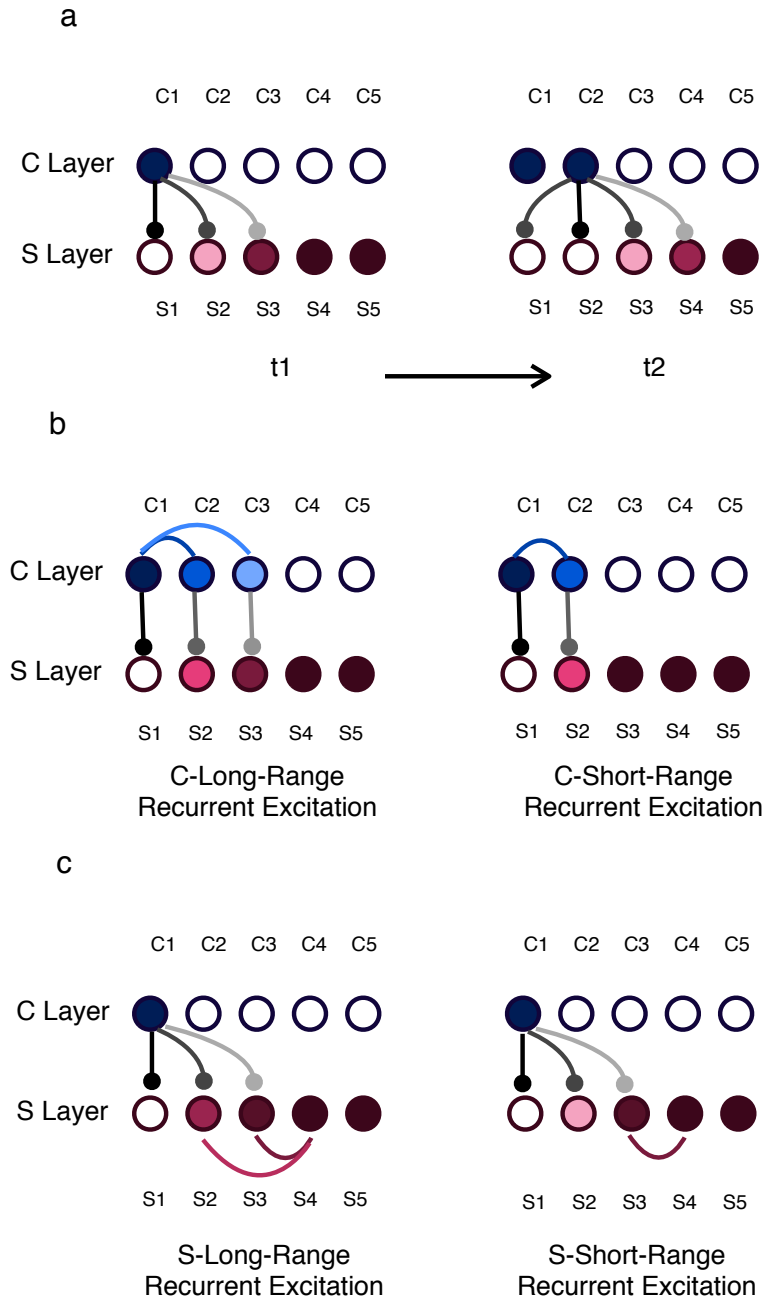 a
C1 C2 C3 C4 C5 C1 C2 C3 C4 C5
C Layer
S Layer
S1 S2 S3 S4 S5 S1 S2 S3 S4 S5
t1 t2
b
C1 C2 C3 C4 C5 C1 C2 C3 C4 C5
C Layer
S Layer
S1 S2 S3 S4 S5 S1 S2 S3 S4 S5
C-Long-Range
Recurrent Excitation
C-Short-Range
Recurrent Excitation
c
C1 C2 C3 C4 C5 C1 C2 C3 C4 C5
C Layer
S Layer
S1 S2 S3 S4 S5 S1 S2 S3 S4 S5
S-Long-Range
Recurrent Excitation
S-Short-Range
Recurrent Excitation